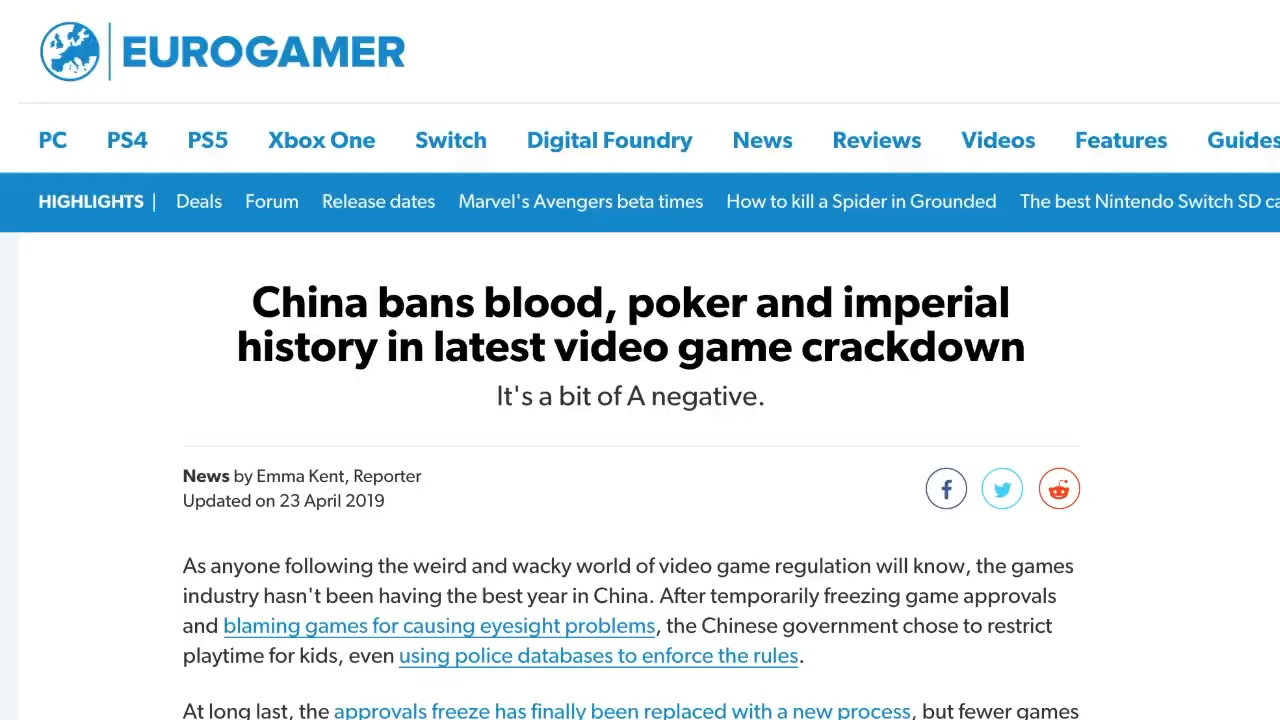 EUROGAMER
PC PS4 PS5 Xbox One Switch Digital Foundry News Reviews Videos Features Guides
HIGHLIGHTS | Deals Forum Release dates Marvel's Avengers beta times How to kill a Spider in Grounded The best Nintendo Switch SD ca
China bans blood, poker and imperial
history in latest video game crackdown
It's a bit of A negative.
News by Emma Kent, Reporter
Updated on 23 April 2019
As anyone following the weird and wacky world of video game regulation will know, the games
industry hasn't been having the best year in China. After temporarily freezing game approvals
and blaming games for causing eyesight problems, the Chinese government chose to restrict
playtime for kids, even using police databases to enforce the rules.
At long last, the approvals freeze has finally been replaced with a new process, but fewer games